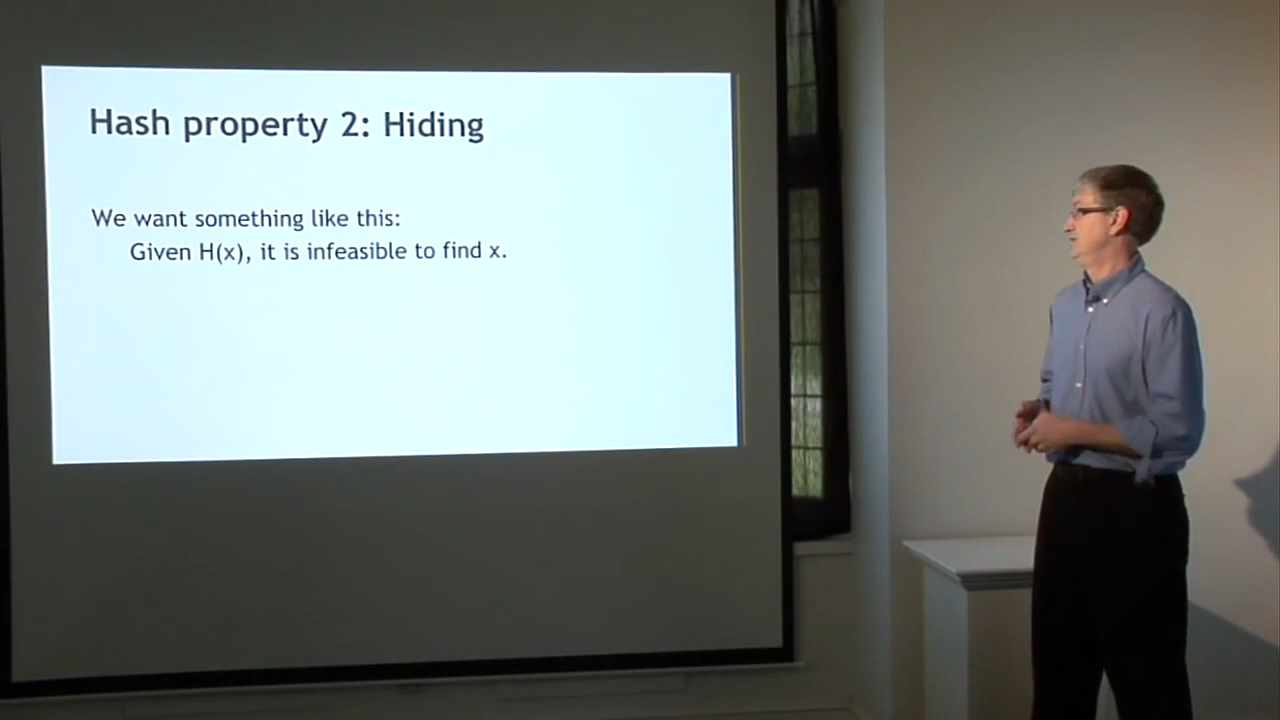 Hash property 2: Hiding
We want something like this:
Given H(x), it is infeasible to find x.